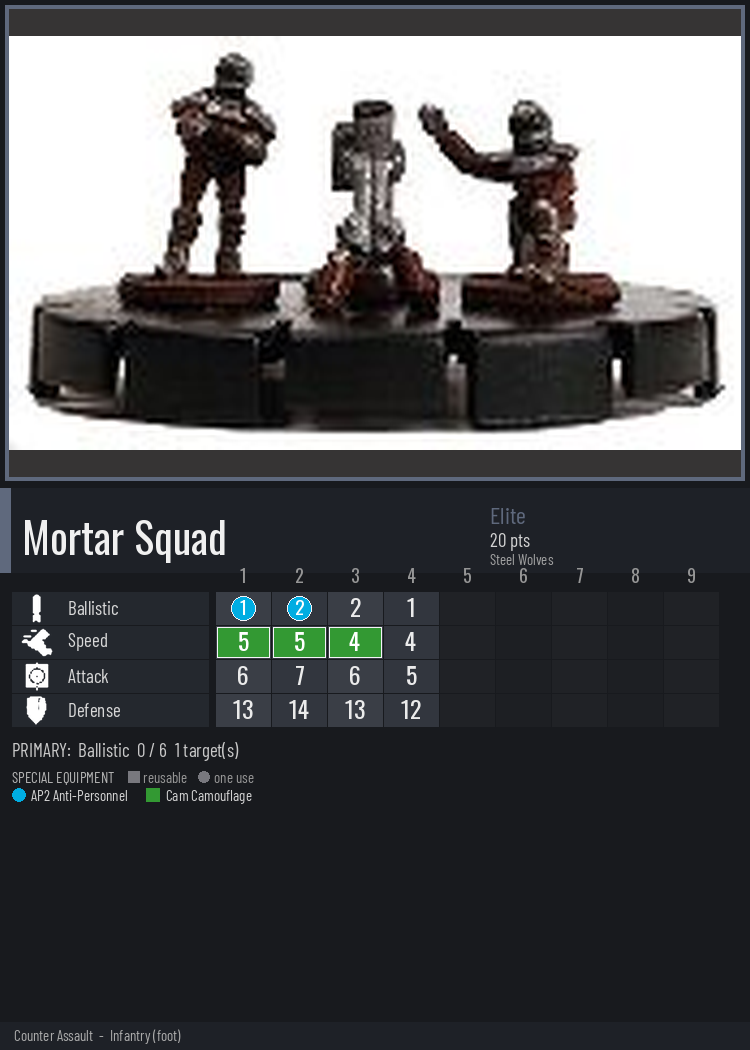 Mortar Squad
Elite
20 pts
Steel Wolves
1 2 3 4 5 6 7 8 9
Ballistic 1 2 2 1
Speed 5 5 4 4
Attack 6 7 6 5
Defense 13 14 13 12
PRIMARY: Ballistic 0 / 6 1 target(s)
SPECIAL EQUIPMENT reusable one use
AP2 Anti-Personnel Cam Camouflage
Counter Assault - Infantry (foot)